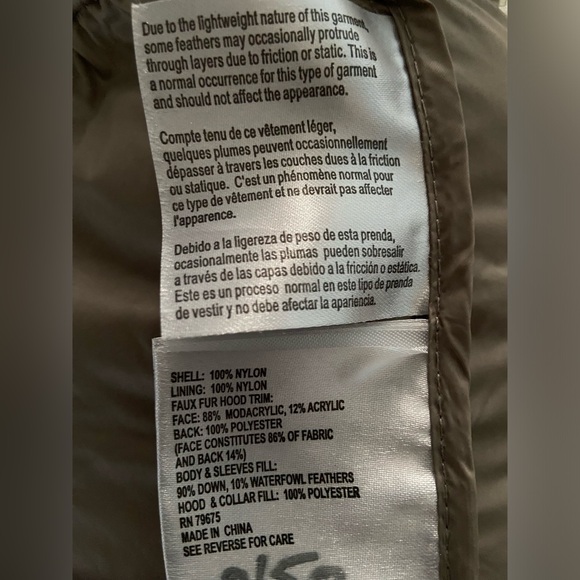 Due to the lightweight nature of this garment,
some feathers may occasionally protrude
through layers due to friction or static. This is
a normal occurrence for this type of garment
and should not affect the appearance.
Compte tenu de ce vêtement léger,
quelques plumes peuvent occasionnellement
dépasser à travers les couches dues à la friction
ou statique. C'est un phénomène normal pour
ce type de vêtement et ne devrait pas affecter
l'apparence.
Debido a la ligereza de peso de esta prenda,
ocasionalmente las plumas pueden sobresalir
a través de las capas debido a la fricción o estática.
Este es un proceso normal en este tipo de prenda
de vestir y no debe afectar la apariencia.
SHELL: 100% NYLON
LINING: 100% NYLON
FAUX FUR HOOD TRIM:
FACE: 88% MODACRYLIC, 12% ACRYLIC
BACK: 100% POLYESTER
(FACE CONSTITUTES 86% OF FABRIC
AND BACK 14%)
BODY & SLEEVES FILL:
90% DOWN, 10% WATERFOWL FEATHERS
HOOD & COLLAR FILL: 100% POLYESTER
RN 79675
MADE IN CHINA
SEE REVERSE FOR CARE